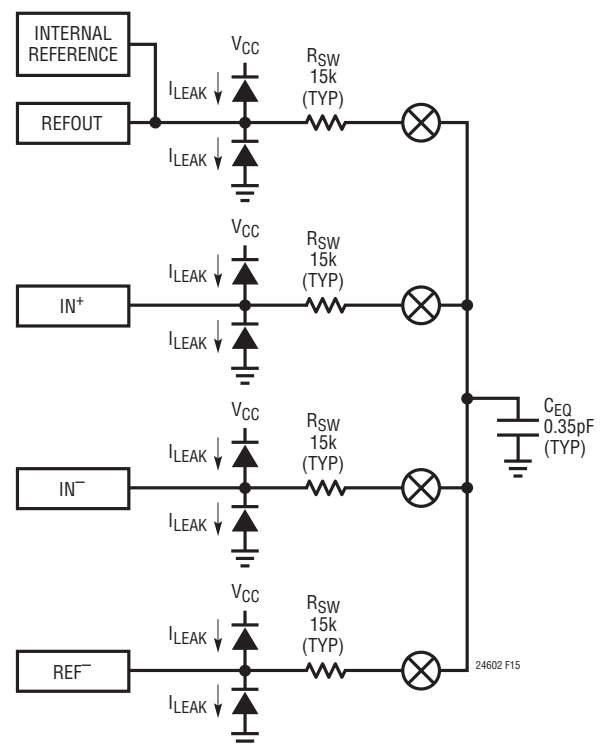 INTERNAL
REFERENCE
REFOUT
VCC
ILEAK
ILEAK
RSW
15k
(TYP)
IN+
VCC
ILEAK
ILEAK
RSW
15k
(TYP)
CEQ
0.35pF
(TYP)
IN−
VCC
ILEAK
ILEAK
RSW
15k
(TYP)
REF−
VCC
ILEAK
ILEAK
RSW
15k
(TYP)
24602 F15